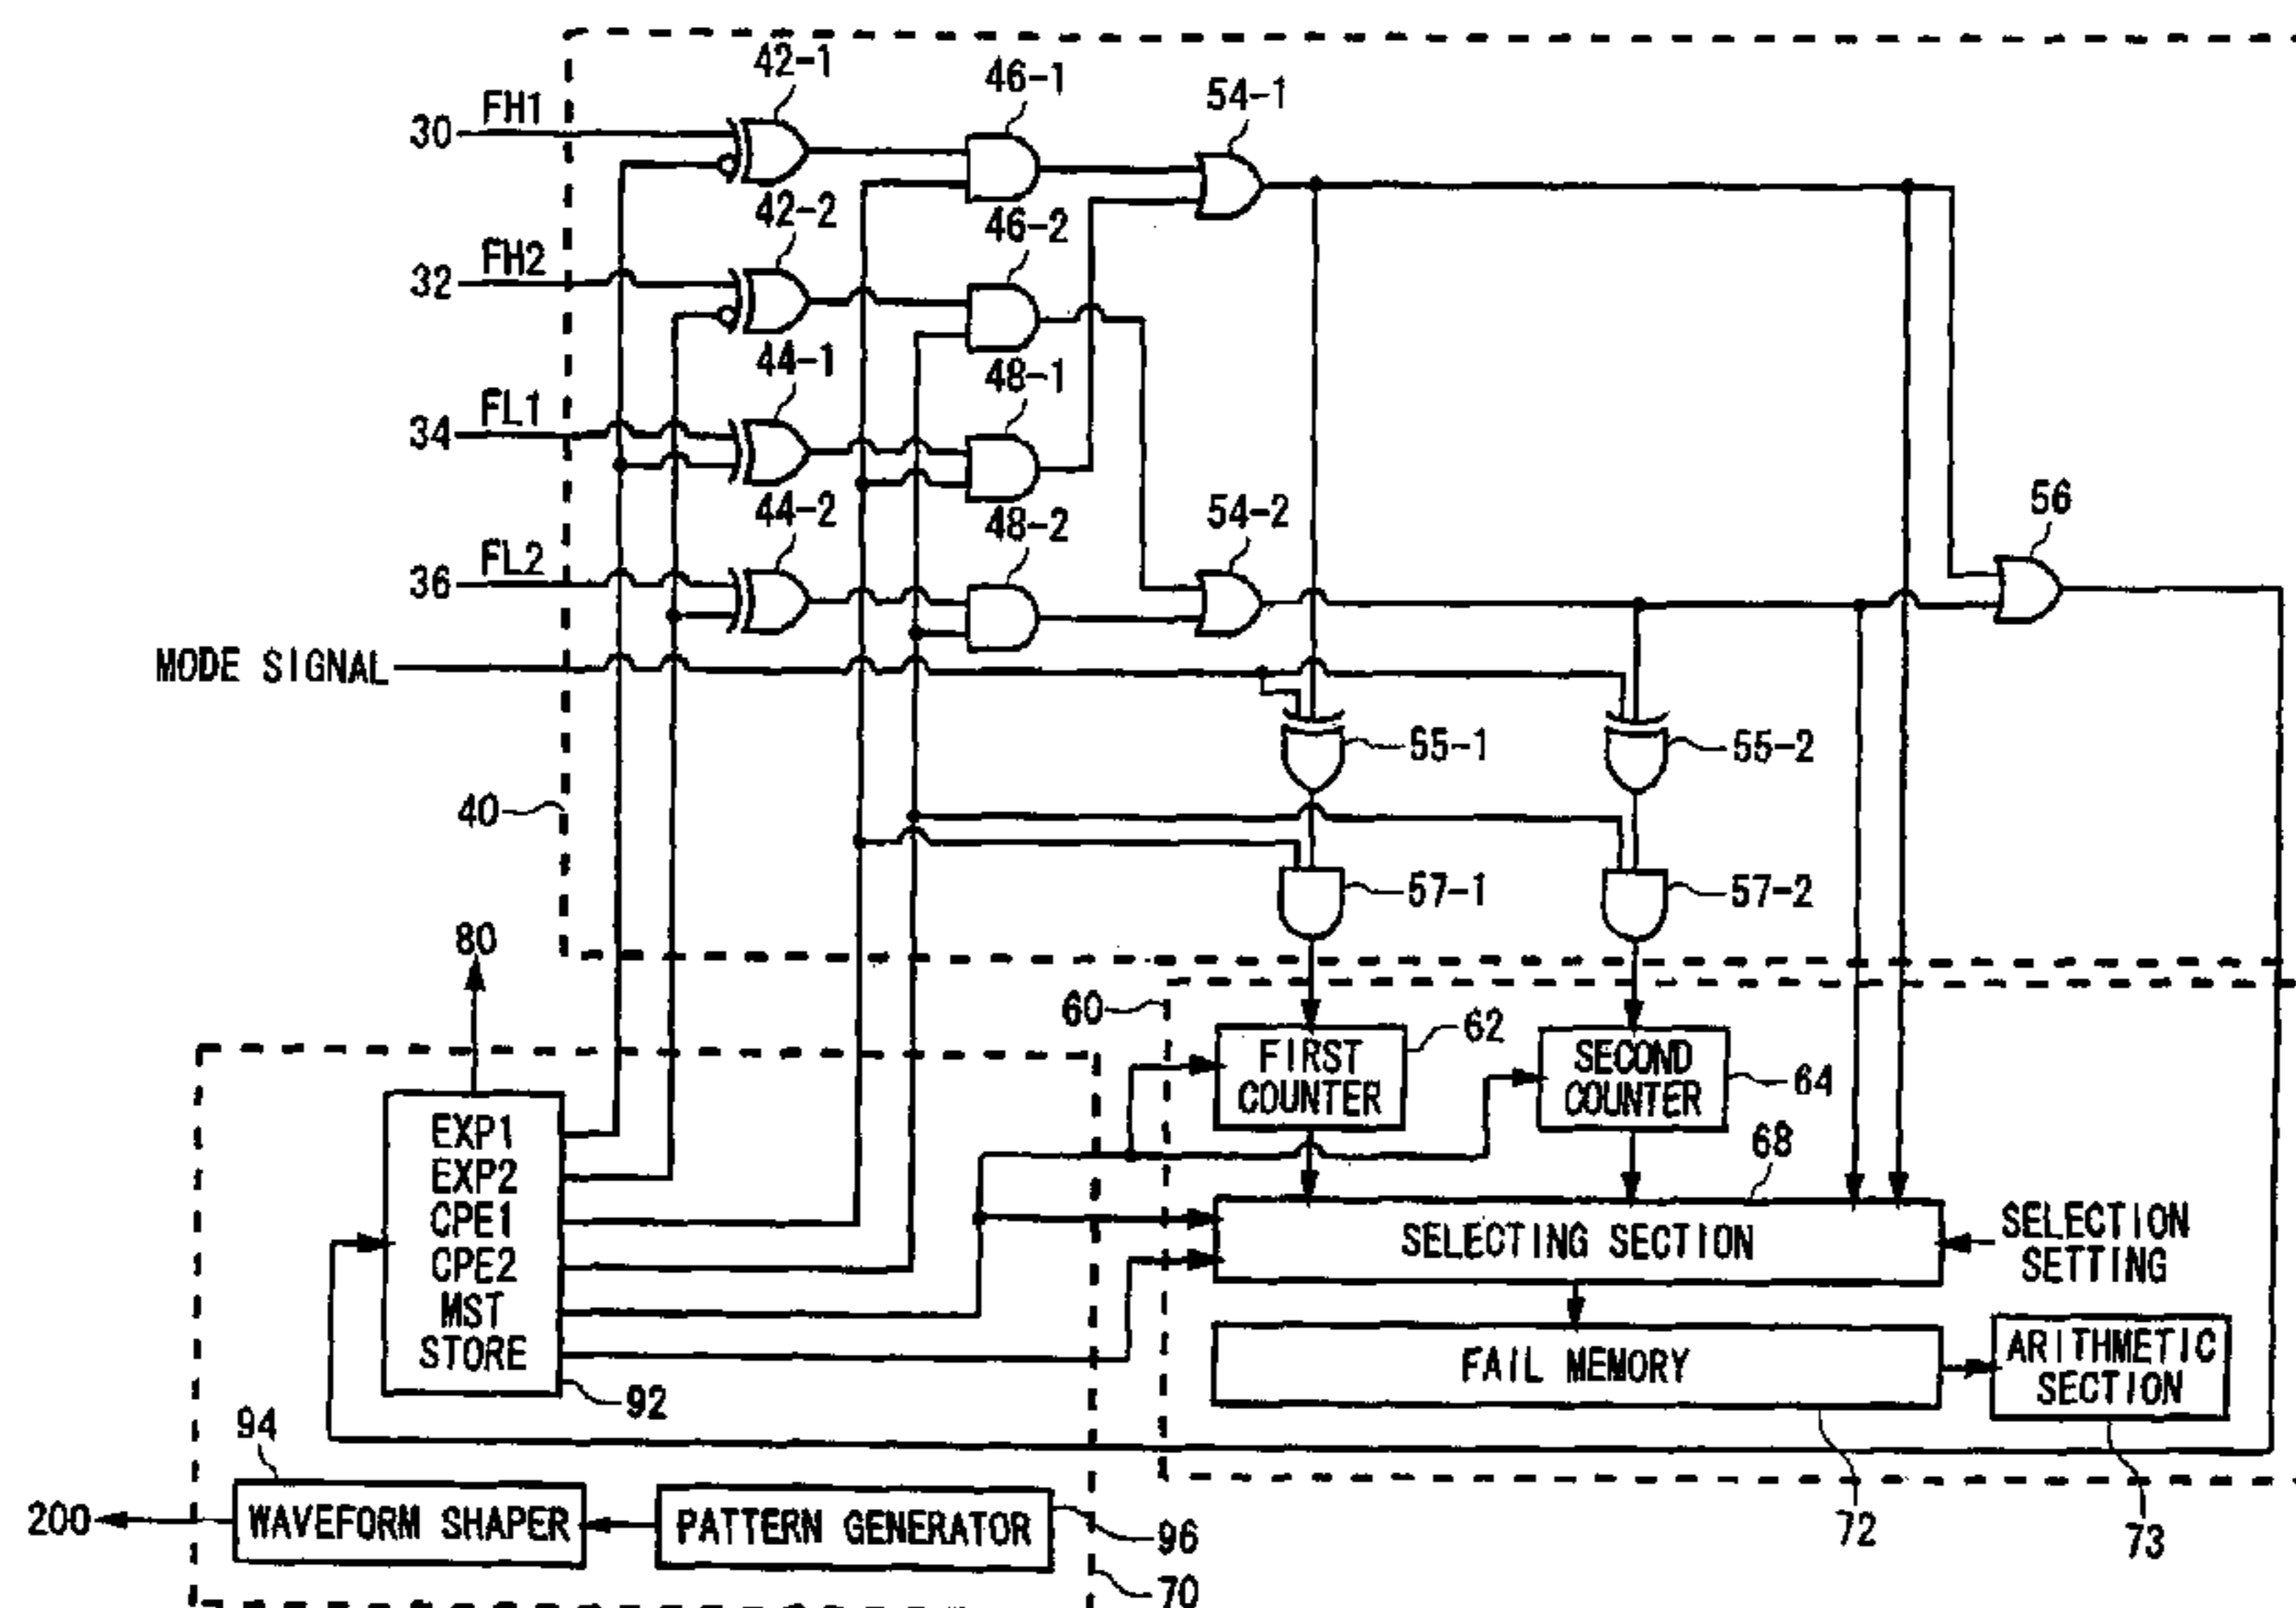 42-1
46-1
54-1
30
FH1
42-2
46-2
32
FH2
44-1
48-1
34
FL1
44-2
48-2
54-2
56
36
FL2
MODE SIGNAL
55-1
55-2
40
57-1
57-2
80
60
62
64
FIRST
COUNTER
SECOND
COUNTER
68
EXP1
EXP2
CPE1
CPE2
MST
STORE
92
SELECTING SECTION
SELECTION
SETTING
FAIL MEMORY
ARITHMETIC
SECTION
94
72
73
200
WAVEFORM SHAPER
PATTERN GENERATOR
96
70